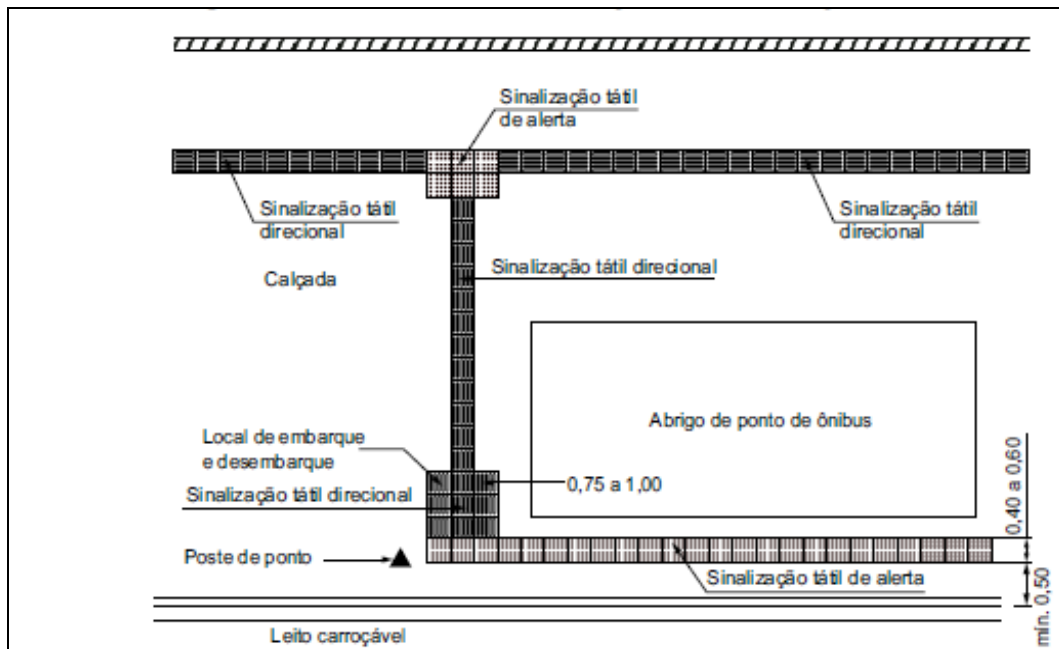 Sinalização tátil
de alerta
Sinalização tátil
direcional
Sinalização tátil
direcional
Calçada
Sinalização tátil direcional
Abrigo de ponto de ônibus
Local de embarque
e desembarque
0,75 a 1,00
Sinalização tátil direcional
0,40 a 0,60
Poste de ponto
Sinalização tátil de alerta
mín. 0,50
Leito carroçável